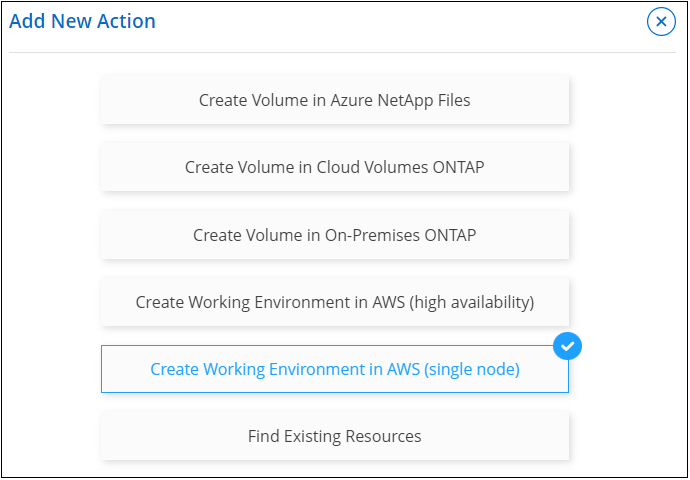 Add New Action
Create Volume in Azure NetApp Files
Create Volume in Cloud Volumes ONTAP
Create Volume in On-Premises ONTAP
Create Working Environment in AWS (high availability)
Create Working Environment in AWS (single node)
Find Existing Resources